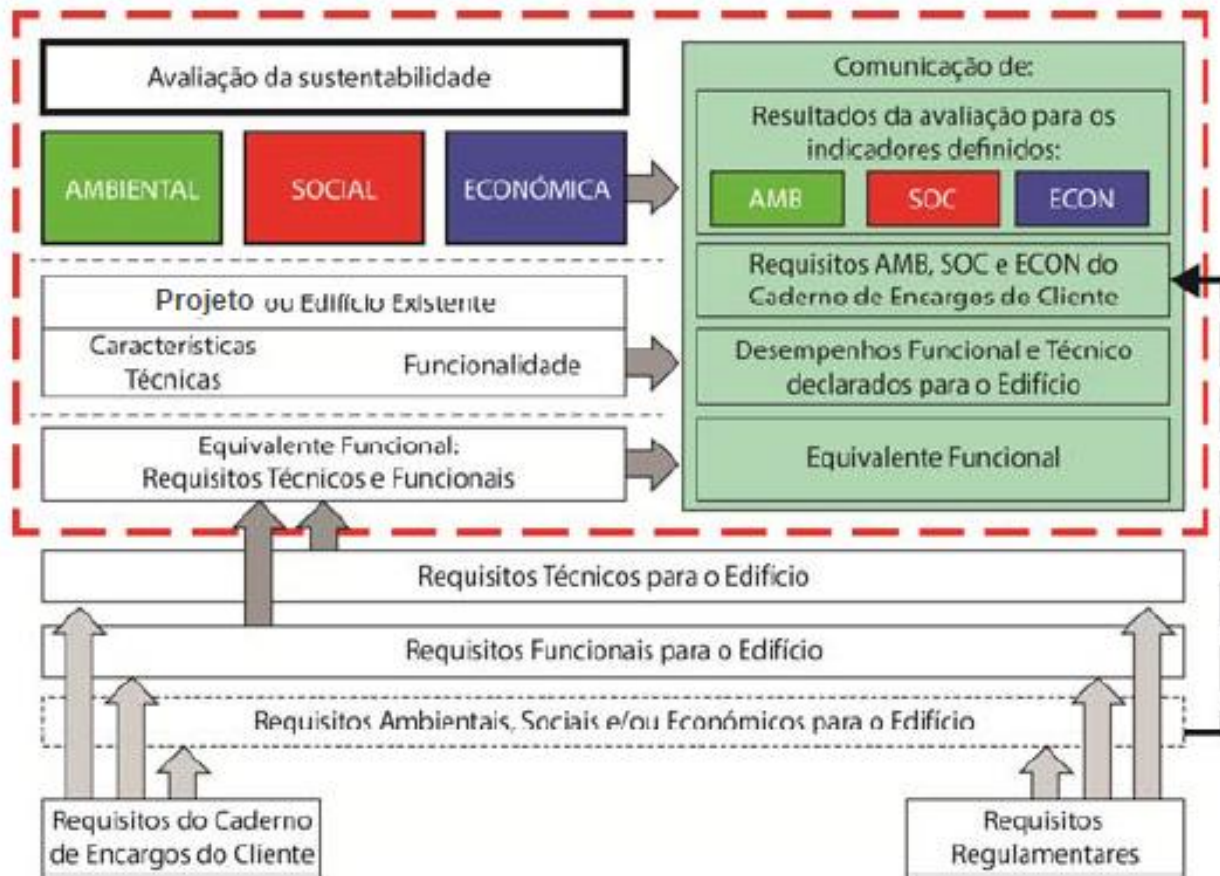 Avaliação da sustentabilidade
AMBIENTAL
SOCIAL
ECONÓMICA
Projeto ou Edifício Existente
Características
Técnicas
Funcionalidade
Equivalente Funcional:
Requisitos Técnicos e Funcionais
Comunicação de:
Resultados da avaliação para os
indicadores definidos:
AMB
SOC
ECON
Requisitos AMB, SOC e ECON do
Caderno de Encargos do Cliente
Desempenhos Funcional e Técnico
declarados para o Edifício
Equivalente Funcional
Requisitos Técnicos para o Edifício
Requisitos Funcionais para o Edifício
Requisitos Ambientais, Sociais e/ou Económicos para o Edifício
Requisitos do Caderno
de Encargos do Cliente
Requisitos
Regulamentares